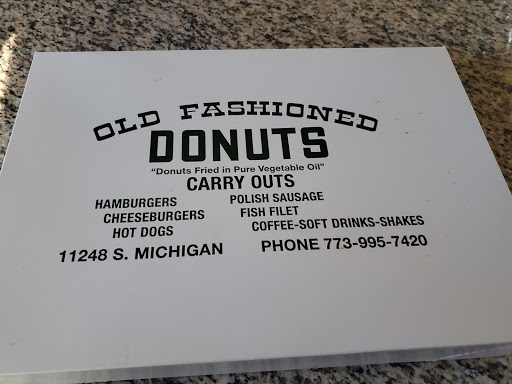 OLD FASHIONED
DONUTS
"Donuts Fried in Pure Vegetable Oil"
CARRY OUTS
HAMBURGERS
CHEESEBURGERS
HOT DOGS
POLISH SAUSAGE
FISH FILET
COFFEE-SOFT DRINKS-SHAKES
11248 S. MICHIGAN PHONE 773-995-7420